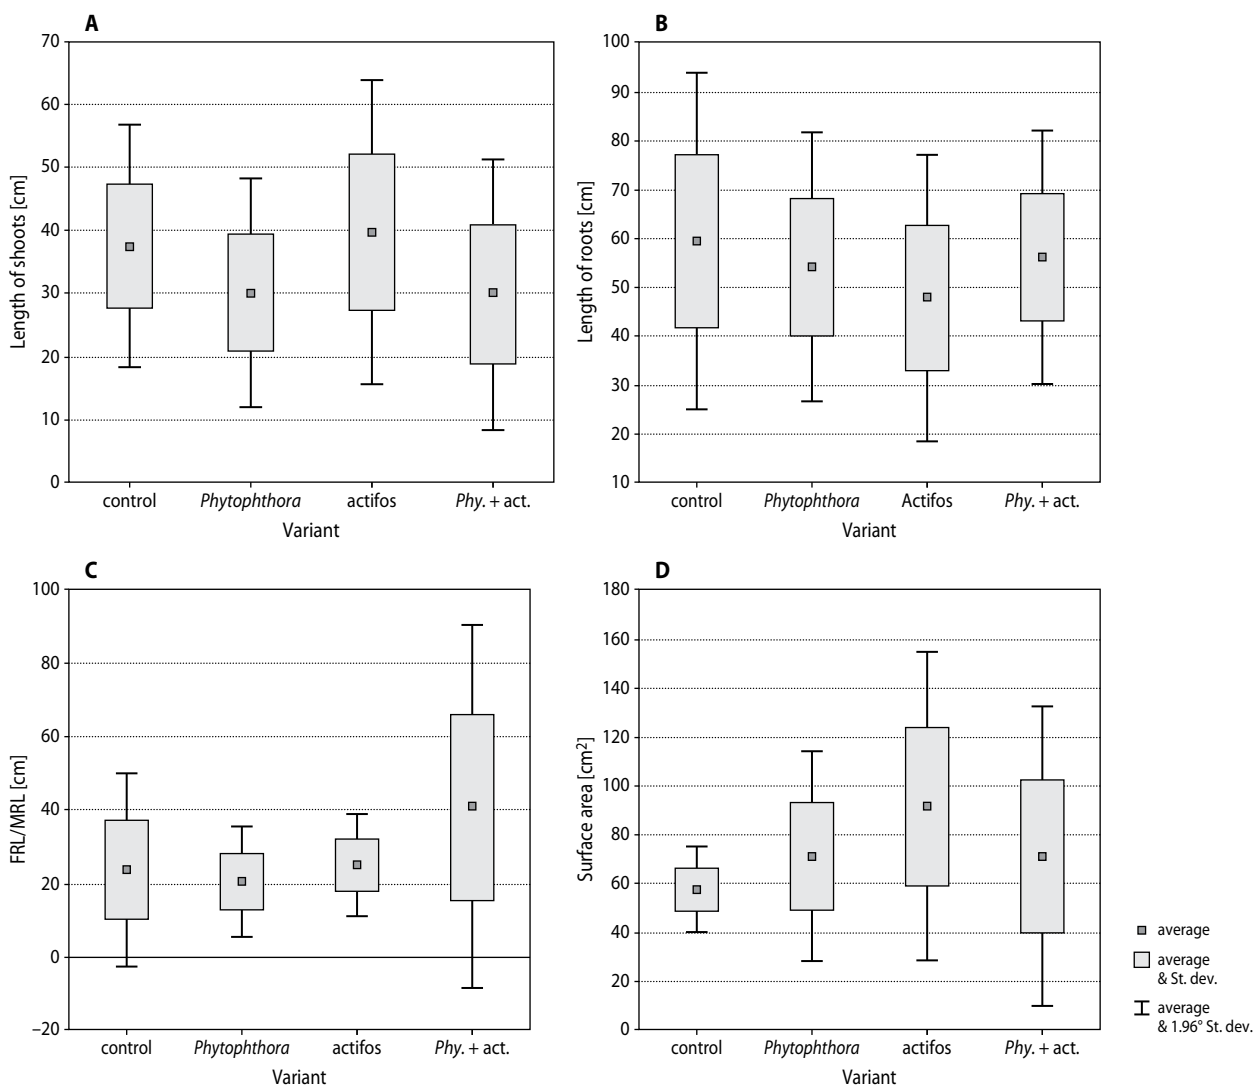 A
70
60
50
40
30
20
10
0
Length of shoots [cm]
control Phytophthora actifos Phy. + act.
Variant
B
100
90
80
70
60
50
40
30
20
10
Length of roots [cm]
control Phytophthora Actifos Phy. + act.
Variant
C
100
80
60
40
20
0
–20
FRL/MRL [cm]
control Phytophthora actifos Phy. + act.
Variant
D
180
160
140
120
100
80
60
40
20
0
Surface area [cm²]
control Phytophthora actifos Phy. + act.
Variant
average
average
& St. dev.
average
& 1.96° St. dev.